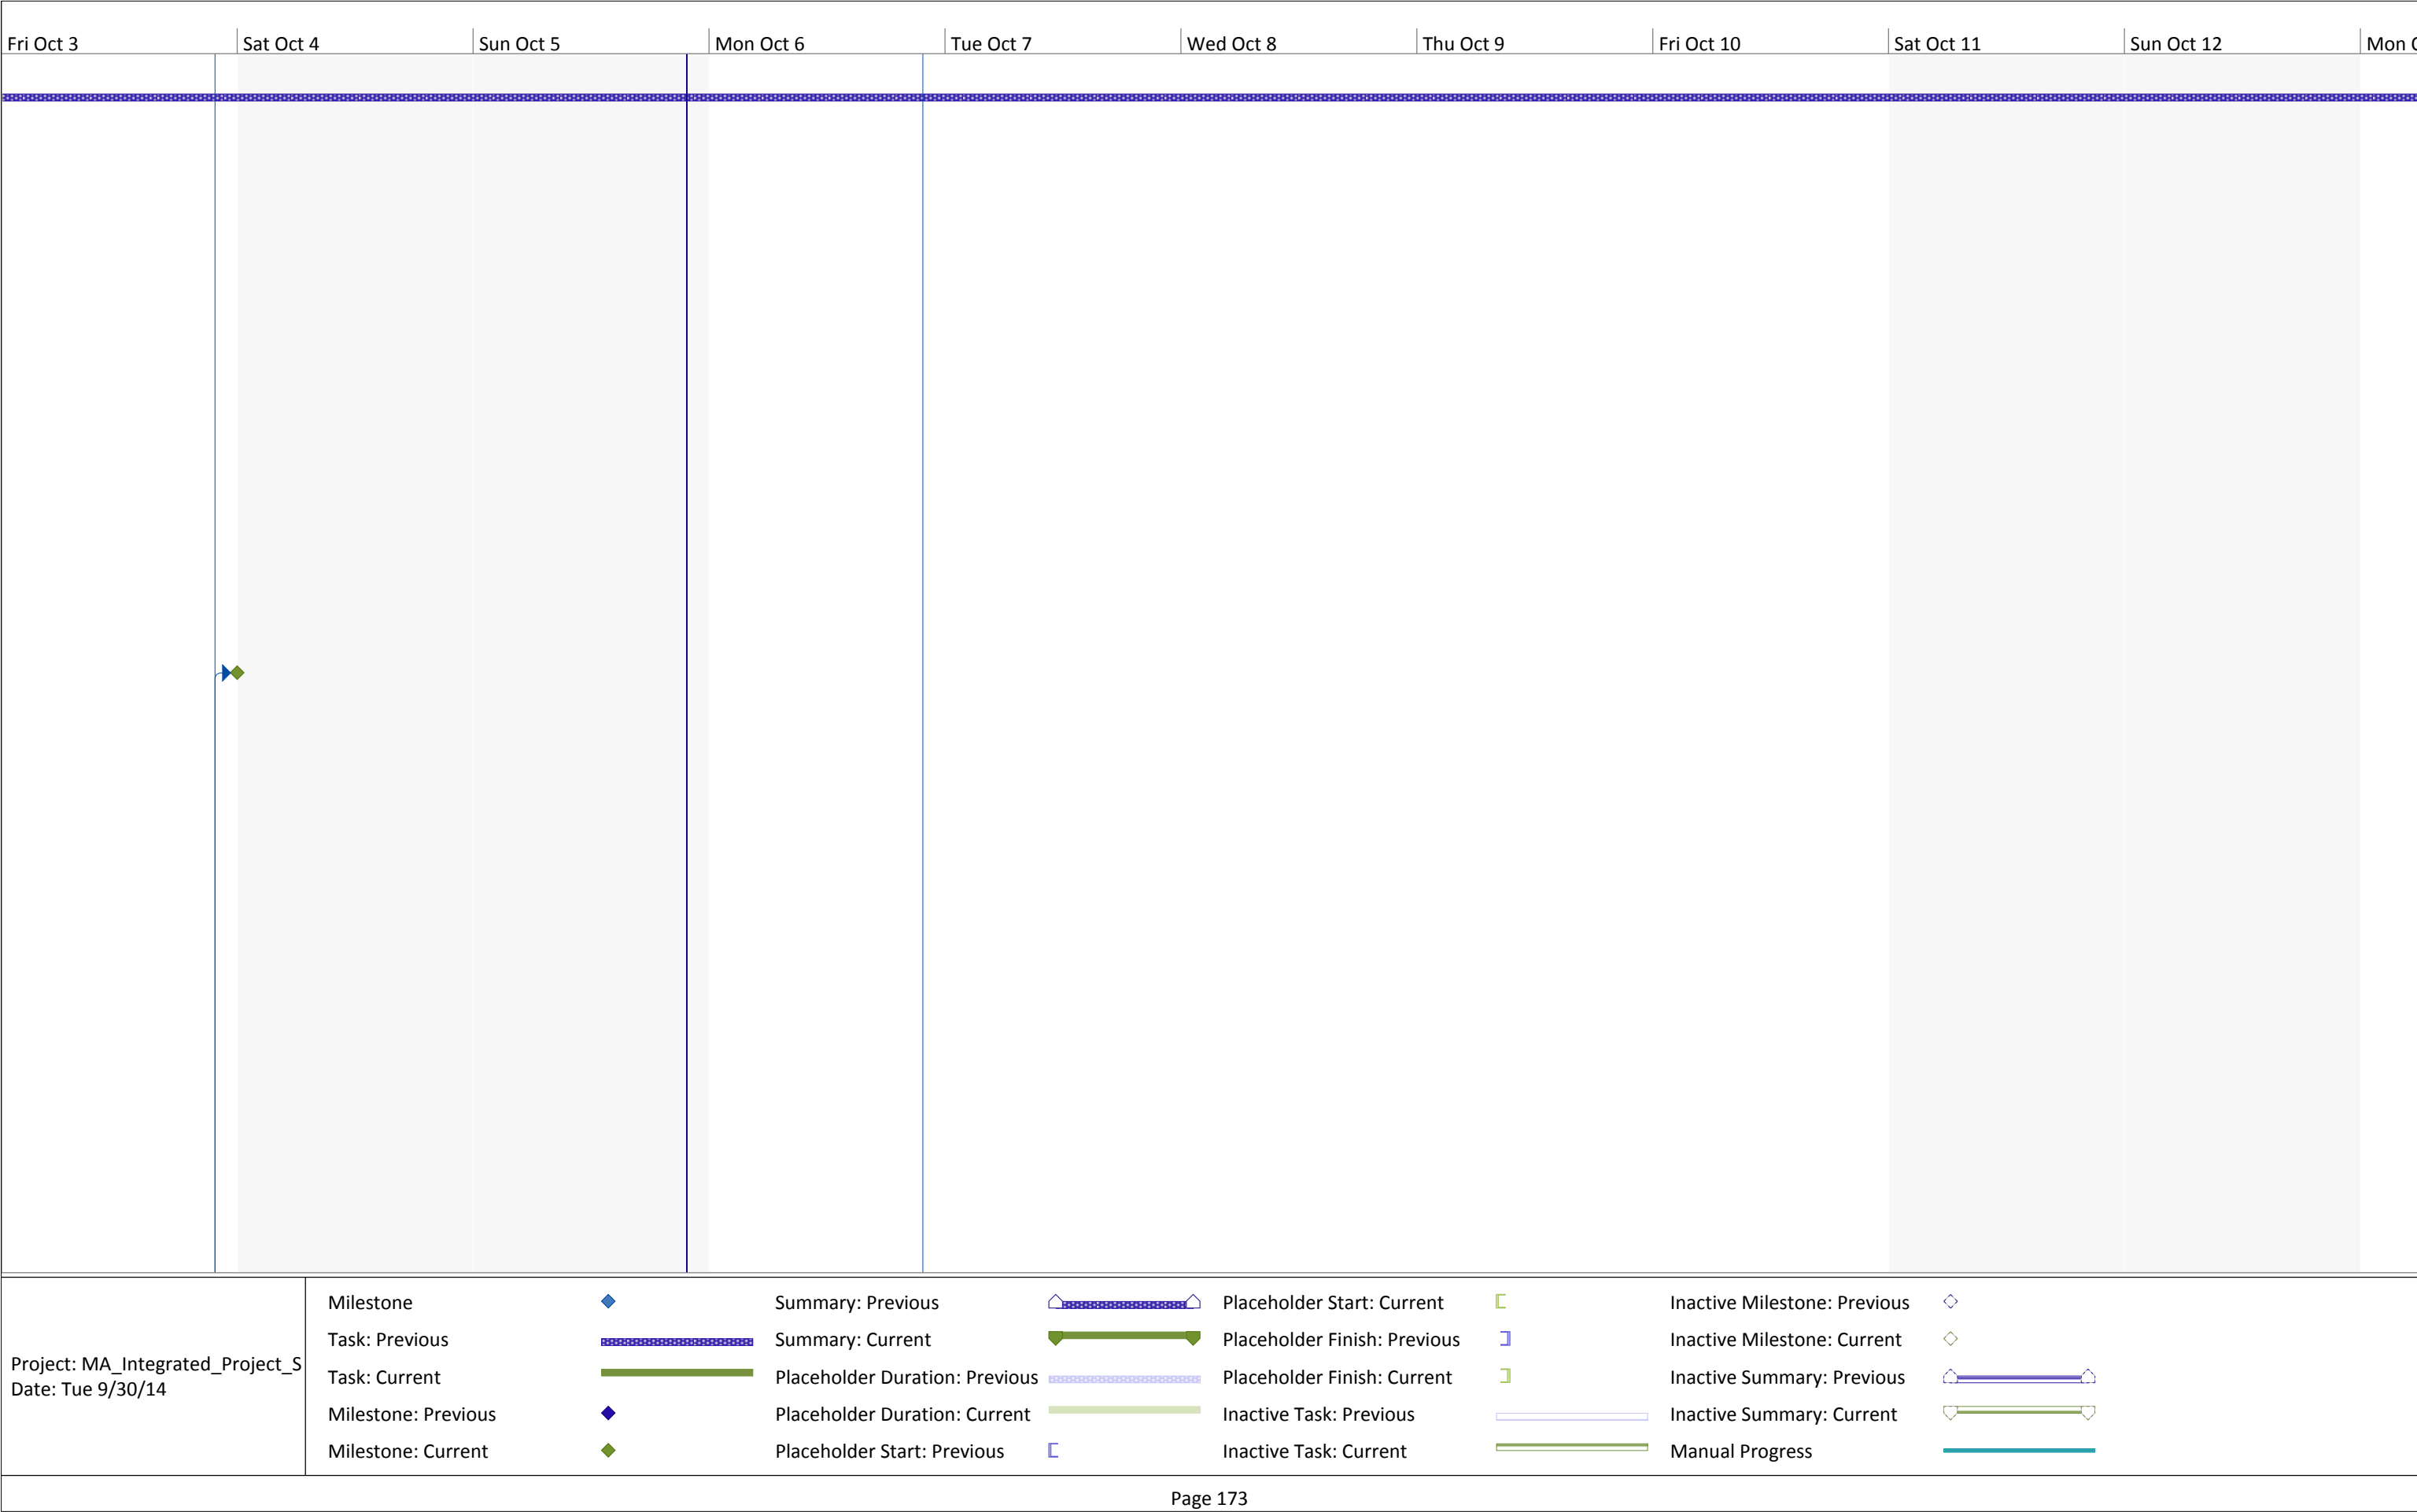 Fri Oct 3 Sat Oct 4 Sun Oct 5 Mon Oct 6 Tue Oct 7 Wed Oct 8 Thu Oct 9 Fri Oct 10 Sat Oct 11 Sun Oct 12 Mon
Project: MA_Integrated_Project_S
Date: Tue 9/30/14
Milestone
Task: Previous
Task: Current
Milestone: Previous
Milestone: Current
Summary: Previous
Summary: Current
Placeholder Duration: Previous
Placeholder Duration: Current
Placeholder Start: Previous
Placeholder Start: Current
Placeholder Finish: Previous
Placeholder Finish: Current
Inactive Task: Previous
Inactive Task: Current
Inactive Milestone: Previous
Inactive Milestone: Current
Inactive Summary: Previous
Inactive Summary: Current
Manual Progress
Page 173